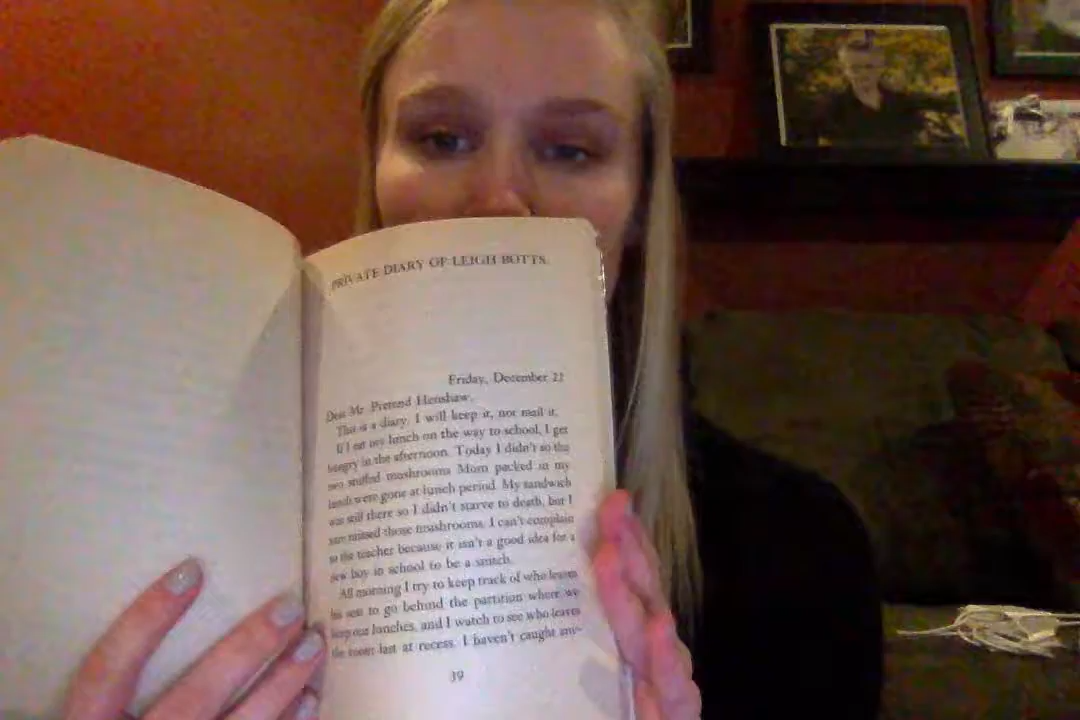 PRIVATE DIARY OF LEIGH BOTTS
Friday, December 22
Dear Mr. Pretend Henshaw,
This is a diary. I will keep it, not mail it.
If I eat my lunch on the way to school, I get
hungry in the afternoon. Today I didn't so the
two stuffed mushrooms Mom packed in my
lunch were gone at lunch period. My sandwich
was still there so I didn't starve to death, but I
sure missed those mushrooms. I can't complain
to the teacher because it isn't a good idea for a
new boy in school to be a snitch.
All morning I try to keep track of who leaves
his seat to go behind the partition where we
keep our lunches, and I watch to see who leaves
the room last at recess. I haven't caught any-
39